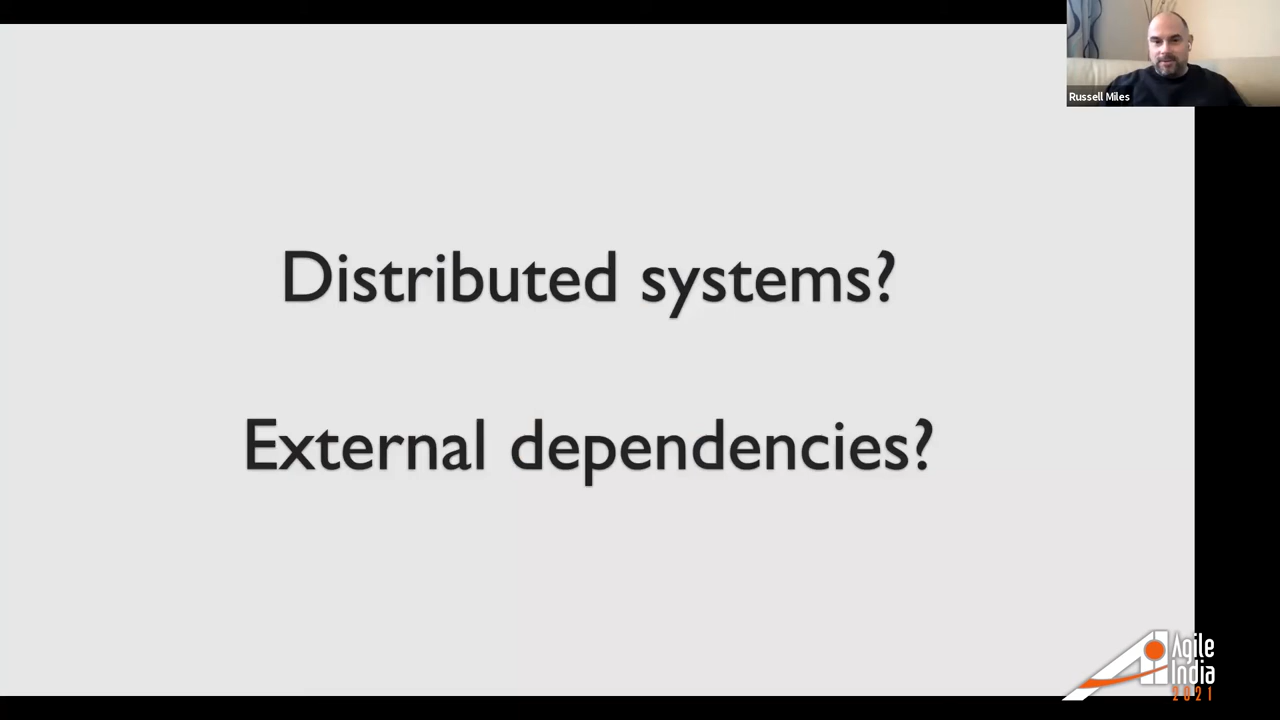 Russell Miles
Distributed systems?
External dependencies?
Agile
India
2021